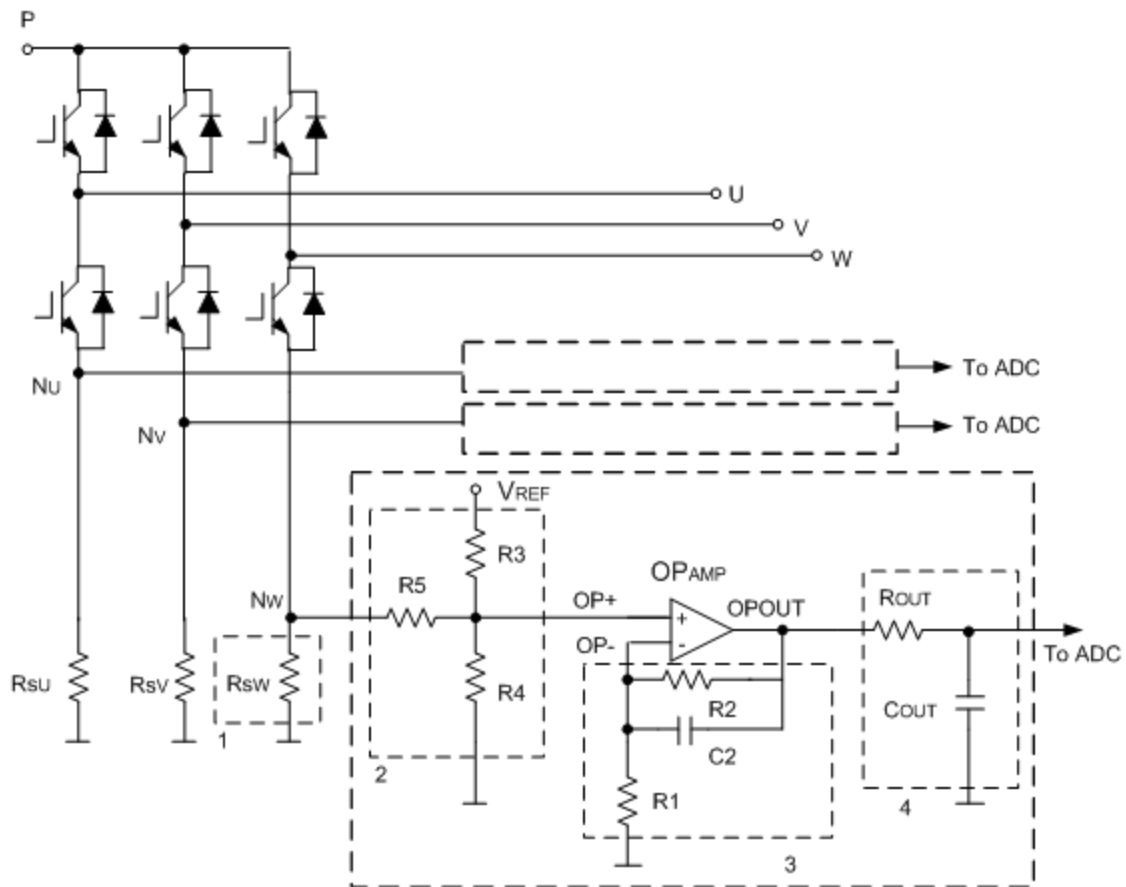 P
U
V
W
NU
To ADC
NV
To ADC
VREF
R3
R5
OPAMP
NW
OP+
OPOUT
ROUT
OP-
To ADC
RSU
RSV
RSW
R4
R2
COUT
1
C2
2
R1
4
3